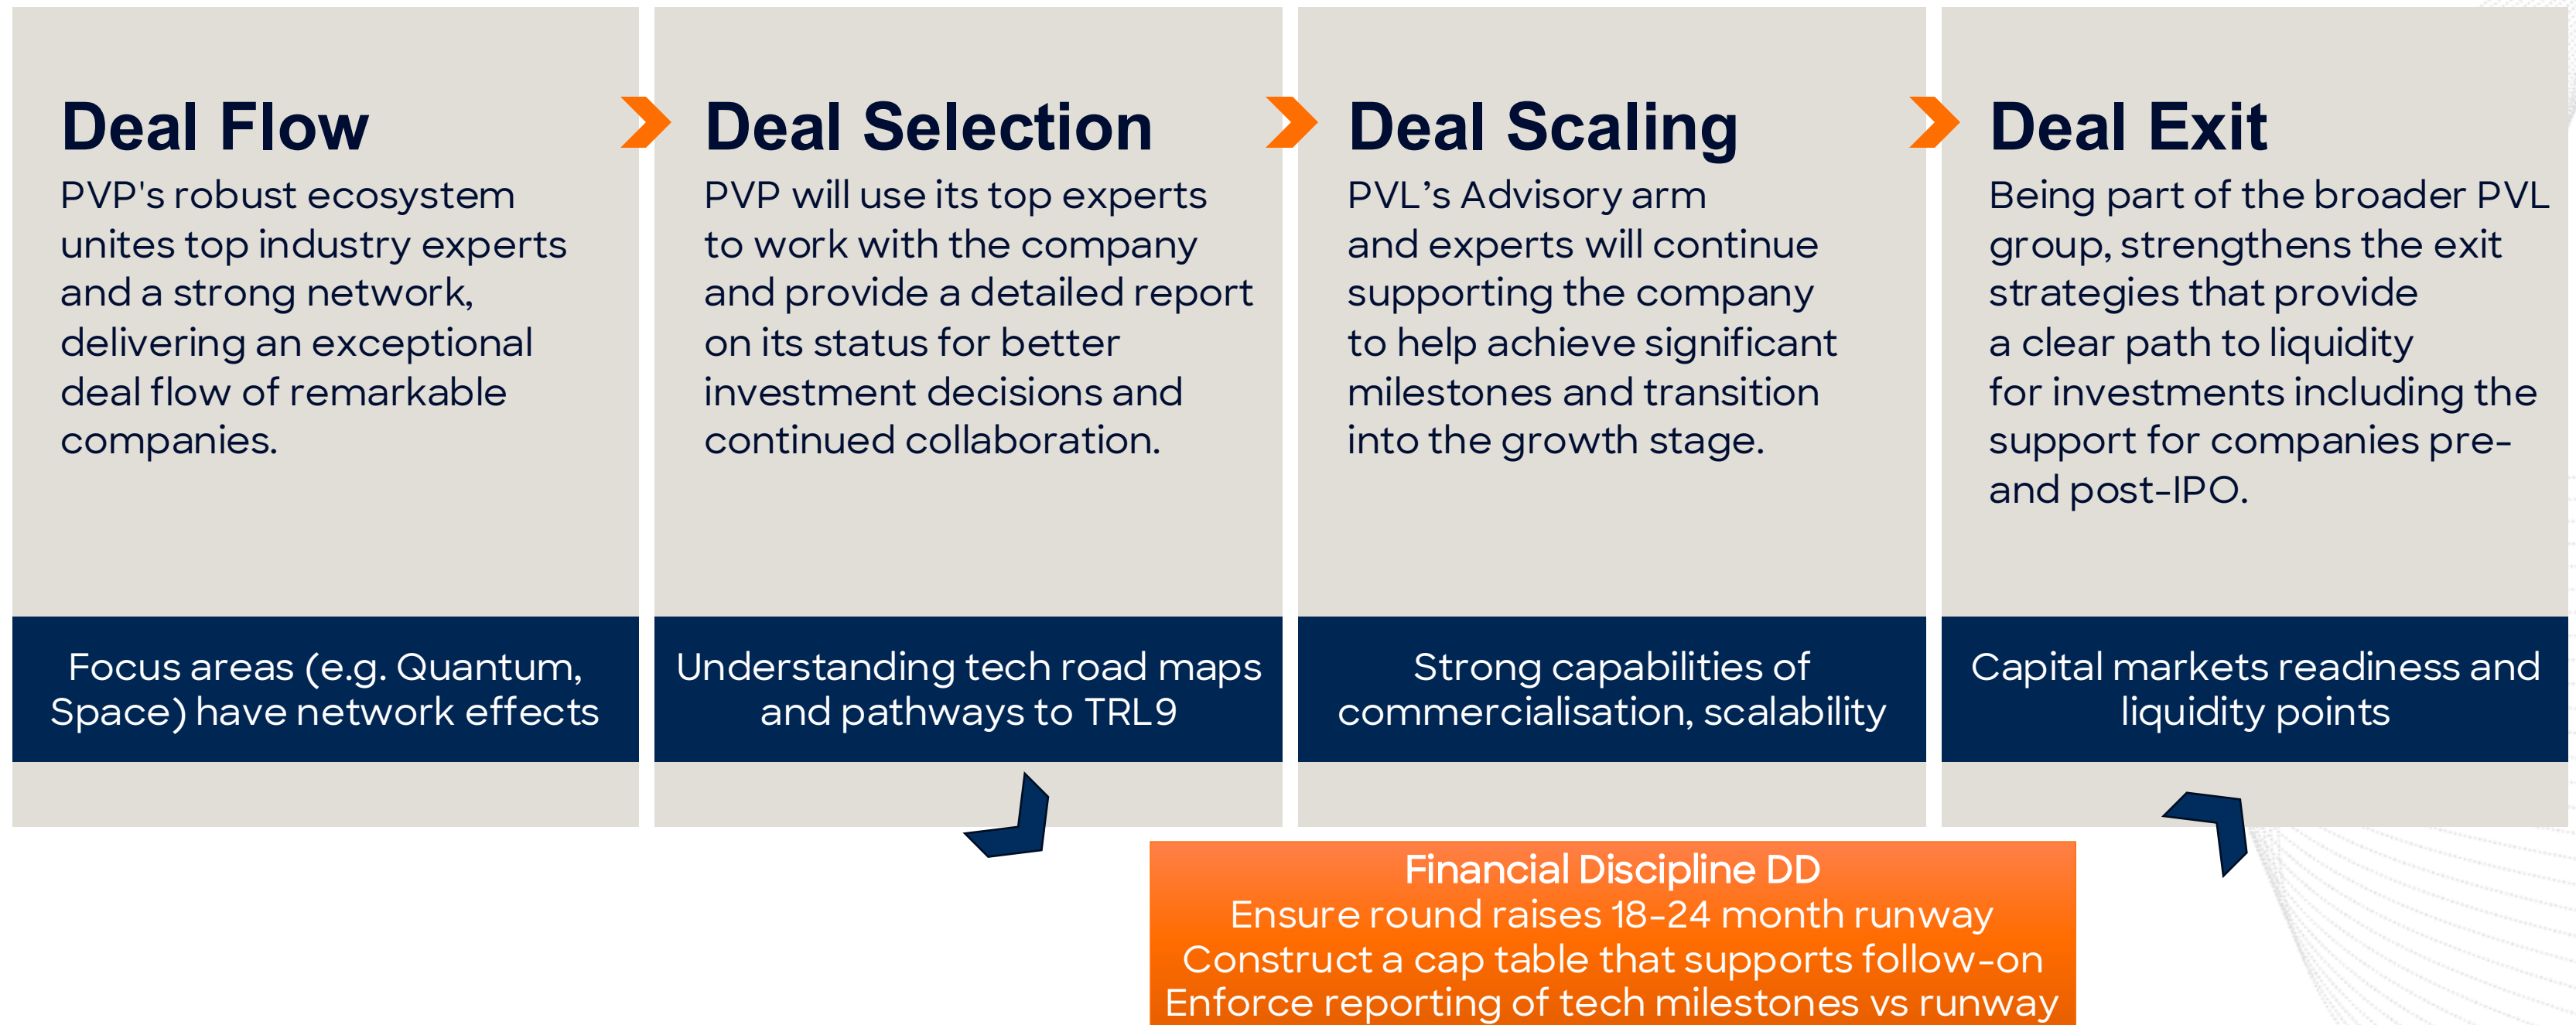 Deal Flow
PVP's robust ecosystem
unites top industry experts
and a strong network,
delivering an exceptional
deal flow of remarkable
companies.
Focus areas (e.g. Quantum,
Space) have network effects
Deal Selection
PVP will use its top experts
to work with the company
and provide a detailed report
on its status for better
investment decisions and
continued collaboration.
Understanding tech road maps
and pathways to TRL9
Deal Scaling
PVL’s Advisory arm
and experts will continue
supporting the company
to help achieve significant
milestones and transition
into the growth stage.
Strong capabilities of
commercialisation, scalability
Deal Exit
Being part of the broader PVL
group, strengthens the exit
strategies that provide
a clear path to liquidity
for investments including the
support for companies pre-
and post-IPO.
Capital markets readiness and
liquidity points
Financial Discipline DD
Ensure round raises 18-24 month runway
Construct a cap table that supports follow-on
Enforce reporting of tech milestones vs runway